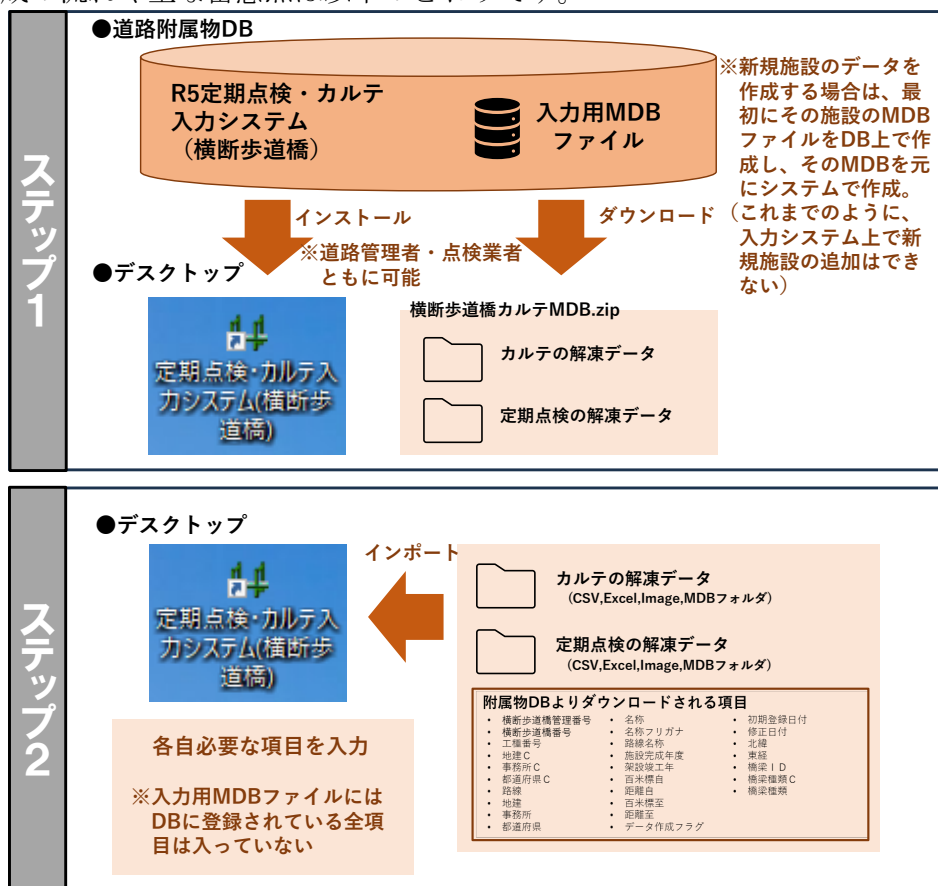 ステップ1
●道路附属物DB
R5定期点検・カルテ
入力システム
（横断歩道橋）
入力用MDB
ファイル
※新規施設のデータを
作成する場合は、最
初にその施設のMDB
ファイルをDB上で作
成し、そのMDBを元
にシステムで作成。
（これまでのように、
入力システム上で新
規施設の追加はでき
ない）
インストール
ダウンロード
※道路管理者・点検業者
ともに可能
●デスクトップ
定期点検・カルテ入
力システム(横断歩
道橋)
横断歩道橋カルテMDB.zip
カルテの解凍データ
定期点検の解凍データ
ステップ2
●デスクトップ
定期点検・カルテ入
力システム(横断歩
道橋)
インポート
カルテの解凍データ
（CSV,Excel,Image,MDBフォルダ）
定期点検の解凍データ
（CSV,Excel,Image,MDBフォルダ）
各自必要な項目を入力
※入力用MDBファイルには
DBに登録されている全項
目は入っていない
附属物DBよりダウンロードされる項目
• 横断歩道橋管理番号
• 横断歩道橋番号
• 工種番号
• 地建C
• 事務所C
• 都道府県C
• 路線
• 地建
• 事務所
• 都道府県
• 名称
• 名称フリガナ
• 路線名称
• 施設完成年度
• 架設竣工年
• 百米標自
• 距離自
• 百米標至
• 距離至
• データ作成フラグ
• 初期登録日付
• 修正日付
• 北緯
• 東経
• 橋梁ID
• 橋梁種類C
• 橋梁種類